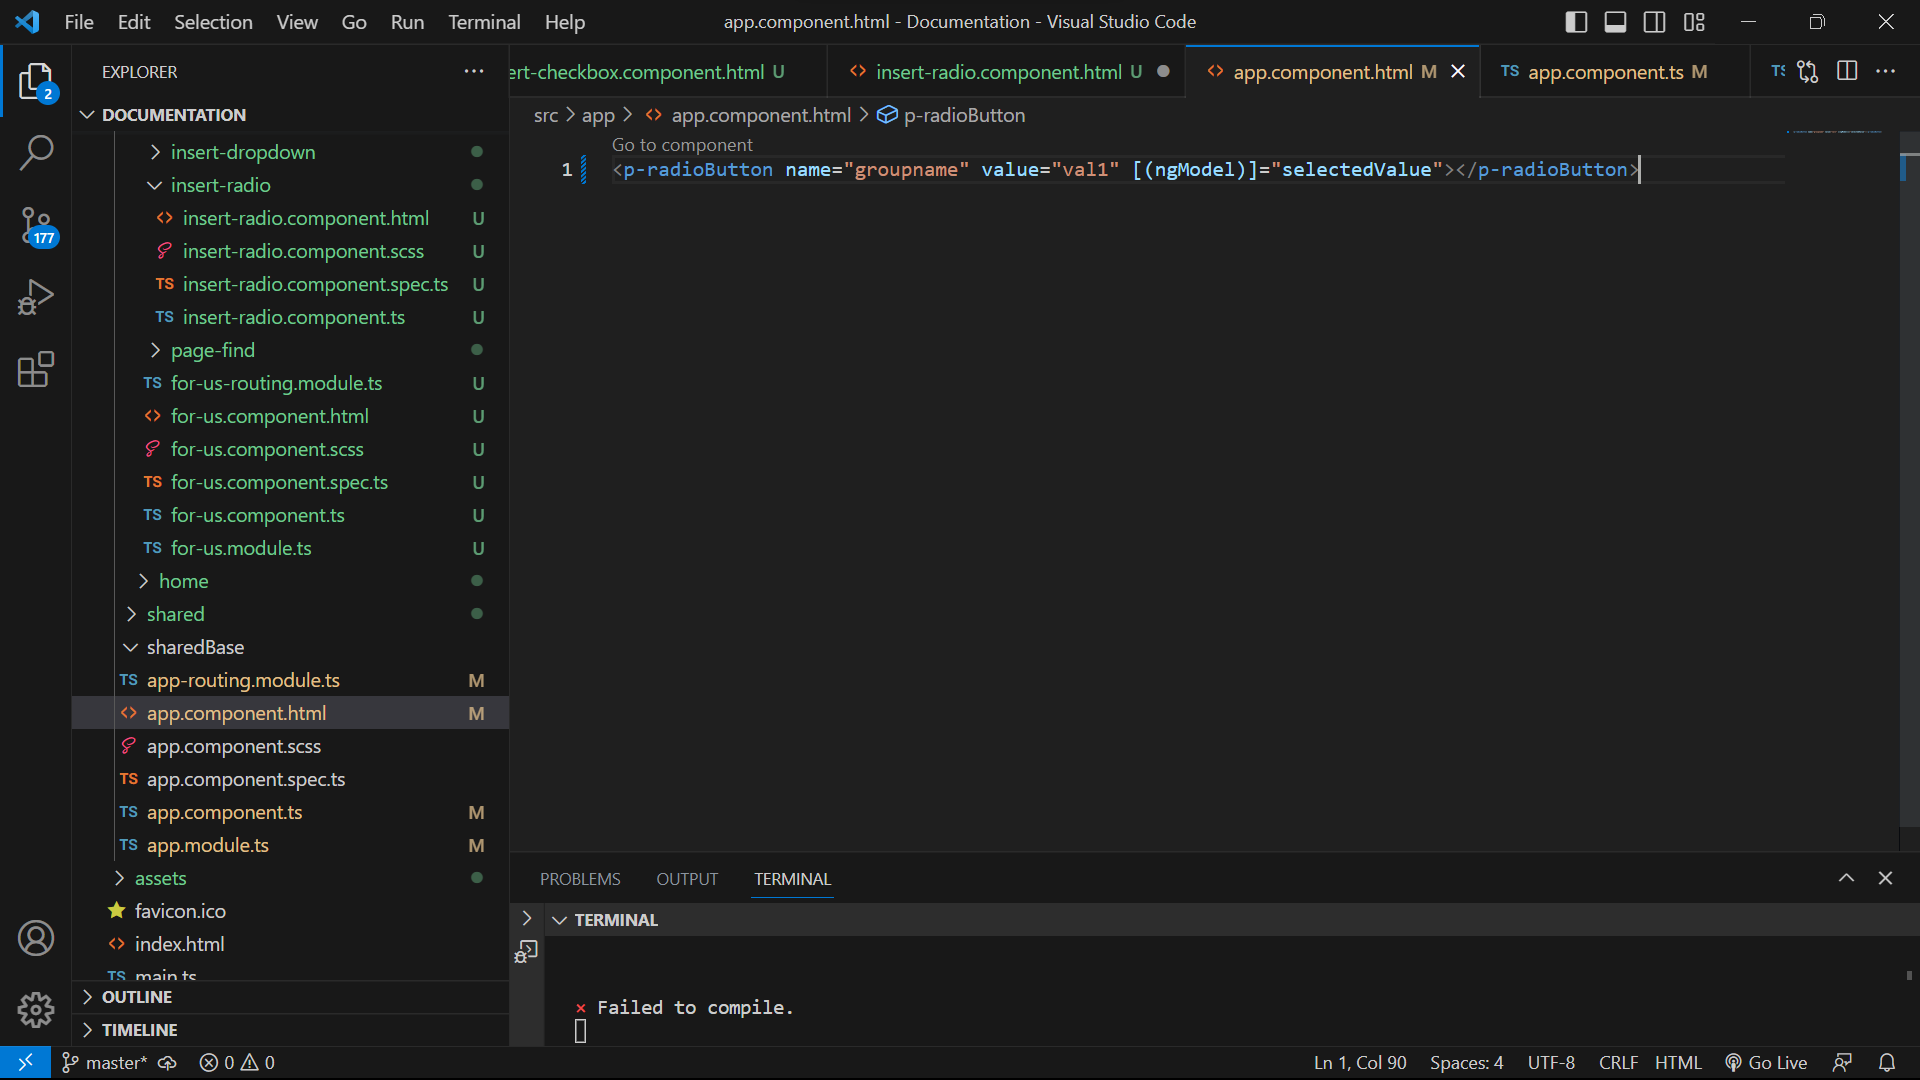 File Edit Selection View Go Run Terminal Help
app.component.html - Documentation - Visual Studio Code
EXPLORER
2
177
DOCUMENTATION
insert-dropdown
insert-radio
insert-radio.component.html U
insert-radio.component.scss U
TS insert-radio.component.spec.ts U
TS insert-radio.component.ts U
page-find
TS for-us-routing.module.ts U
for-us.component.html U
for-us.component.scss U
TS for-us.component.spec.ts U
TS for-us.component.ts U
TS for-us.module.ts U
home
shared
sharedBase
TS app-routing.module.ts M
app.component.html M
app.component.scss
TS app.component.spec.ts
TS app.component.ts M
TS app.module.ts M
assets
favicon.ico
index.html
TS main.ts
OUTLINE
TIMELINE
ert-checkbox.component.html U
insert-radio.component.html U
app.component.html M
TS app.component.ts M
src > app > app.component.html > p-radioButton
Go to component
1 <p-radioButton name="groupname" value="val1" [(ngModel)]="selectedValue"></p-radioButton>
PROBLEMS OUTPUT TERMINAL
TERMINAL
× Failed to compile.
master* 0 0
Ln 1, Col 90 Spaces: 4 UTF-8 CRLF HTML Go Live